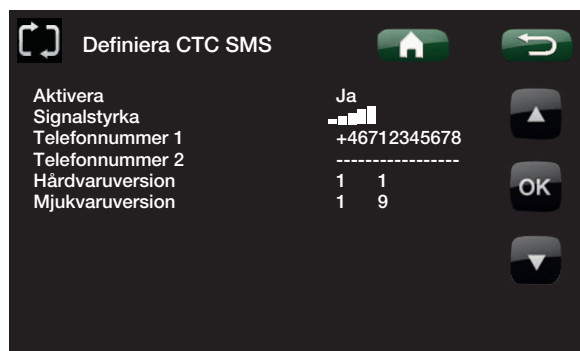 Definiera CTC SMS
Aktivera Ja
Signalstyrka
Telefonnummer 1 +46712345678
Telefonnummer 2 -----------------
Hårdvaruversion 1 1
Mjukvaruversion 1 9
OK